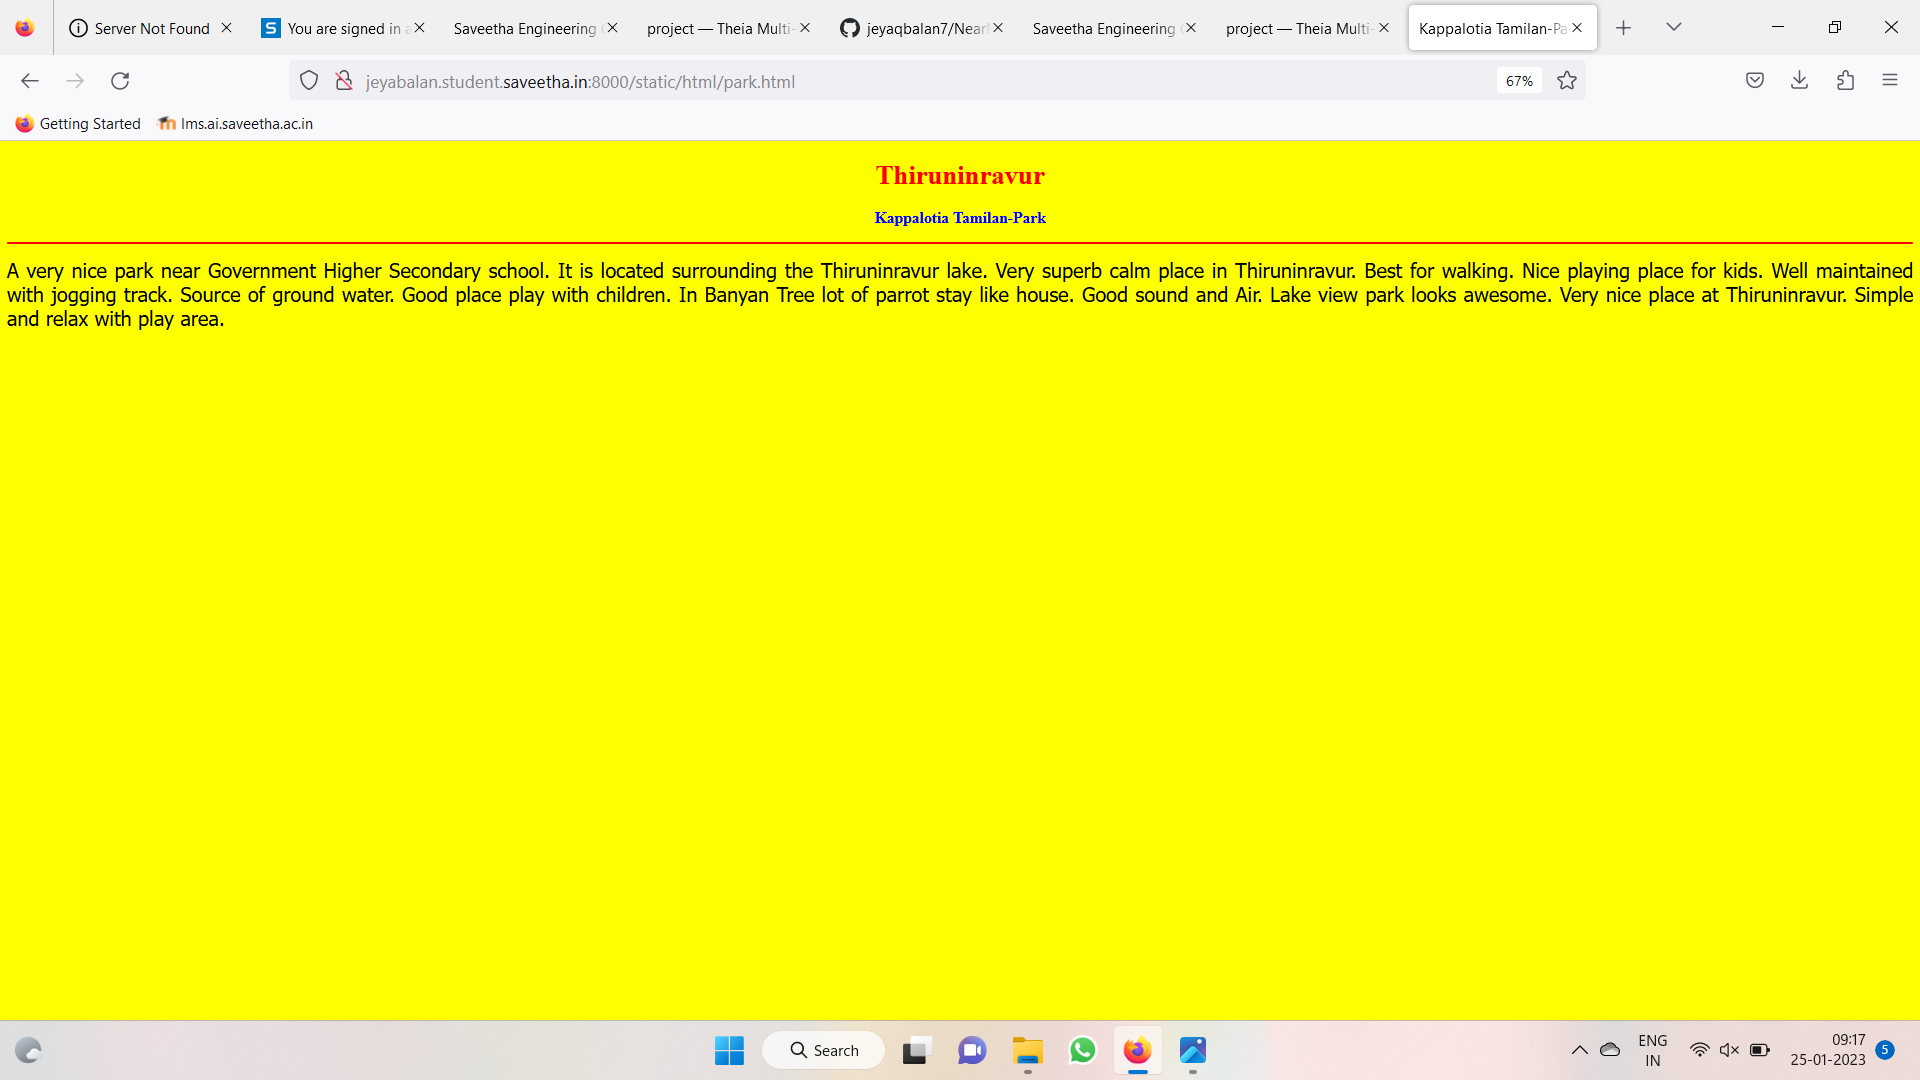 Server Not Found
You are signed in a
Saveetha Engineering
project — Theia Multi-
jeyaqbalan7/Near
Saveetha Engineering
project — Theia Multi-
Kappalotia Tamilan-Pa
jeyabalan.student.saveetha.in:8000/static/html/park.html
67%
Getting Started
lms.ai.saveetha.ac.in
Thiruninravur
Kappalotia Tamilan-Park
A very nice park near Government Higher Secondary school. It is located surrounding the Thiruninravur lake. Very superb calm place in Thiruninravur. Best for walking. Nice playing place for kids. Well maintained
with jogging track. Source of ground water. Good place play with children. In Banyan Tree lot of parrot stay like house. Good sound and Air. Lake view park looks awesome. Very nice place at Thiruninravur. Simple
and relax with play area.
Search
ENG
IN
09:17
25-01-2023
5